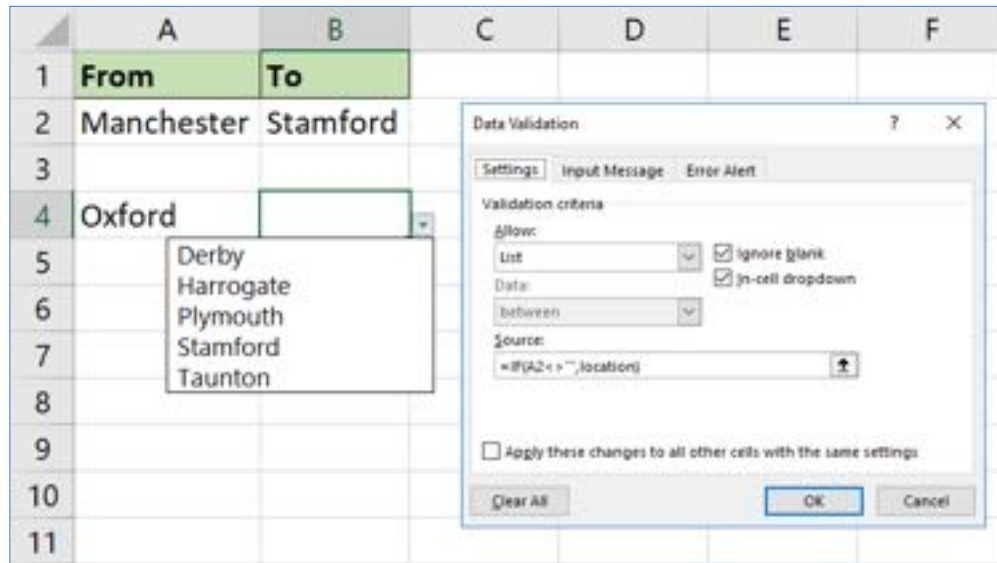 A B C D E F
1 From To
2 Manchester Stamford
3
4 Oxford
5
6
7
8
9
10
11
Derby
Harrogate
Plymouth
Stamford
Taunton
Data Validation ? ×
Settings Input Message Error Alert
Validation criteria
Allow:
List
Ignore blank
In-cell dropdown
Data:
between
Source:
=IF(A2<>"",location)
Apply these changes to all other cells with the same settings
Clear All OK Cancel